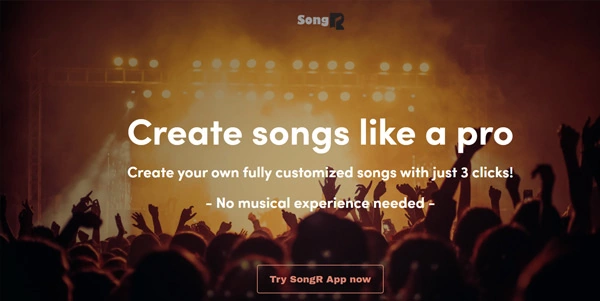 SongR
Create songs like a pro
Create your own fully customized songs with just 3 clicks!
- No musical experience needed -
Try SongR App now